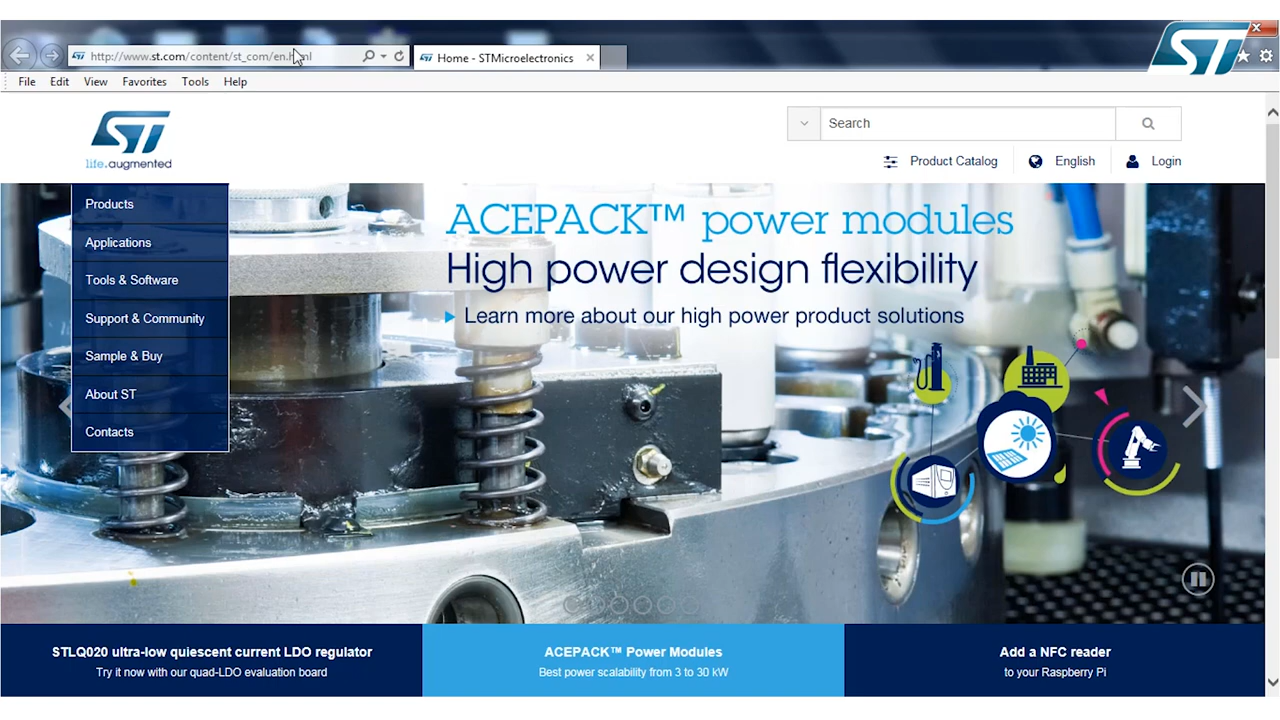 ST
http://www.st.com/content/st_com/en.html
Home - STMicroelectronics
File Edit View Favorites Tools Help
ST
life.augmented
Search
Product Catalog English Login
Products
Applications
Tools & Software
Support & Community
Sample & Buy
About ST
Contacts
ACEPACK™ power modules
High power design flexibility
Learn more about our high power product solutions
STLQ020 ultra-low quiescent current LDO regulator
Try it now with our quad-LDO evaluation board
ACEPACK™ Power Modules
Best power scalability from 3 to 30 kW
Add a NFC reader
to your Raspberry Pi